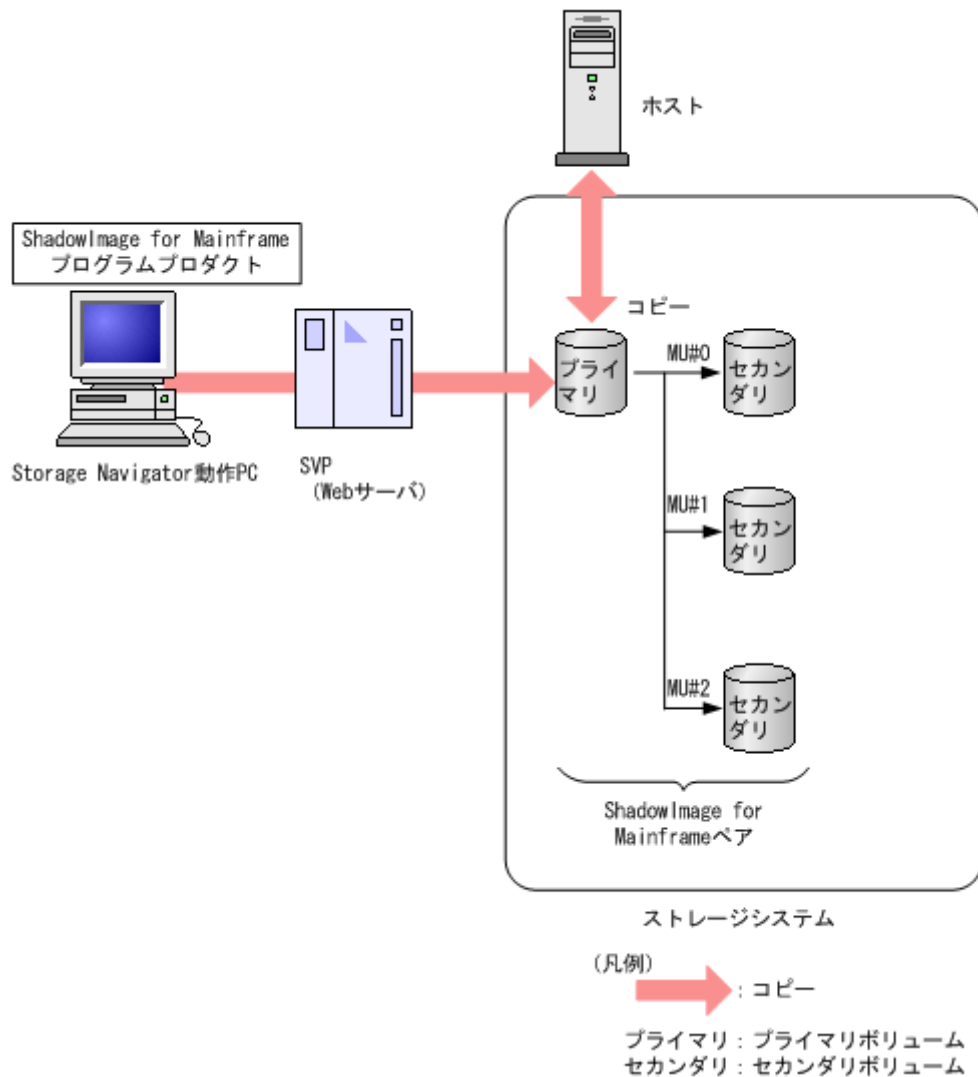 ホスト
ShadowImage for Mainframe
プログラムプロダクト
コピー
プライ
マリ
MU#0
セカン
ダリ
Storage Navigator動作PC
SVP
(Webサーバ)
MU#1
セカン
ダリ
MU#2
セカン
ダリ
ShadowImage for
Mainframeペア
ストレージシステム
(凡例)
：コピー
プライマリ：プライマリボリューム
セカンダリ：セカンダリボリューム